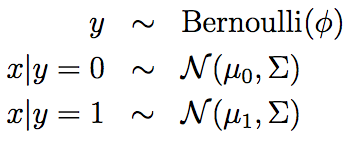 y ∼ Bernoulli(ϕ)
x|y = 0 ∼ 𝒩(μ₀, Σ)
x|y = 1 ∼ 𝒩(μ₁, Σ)